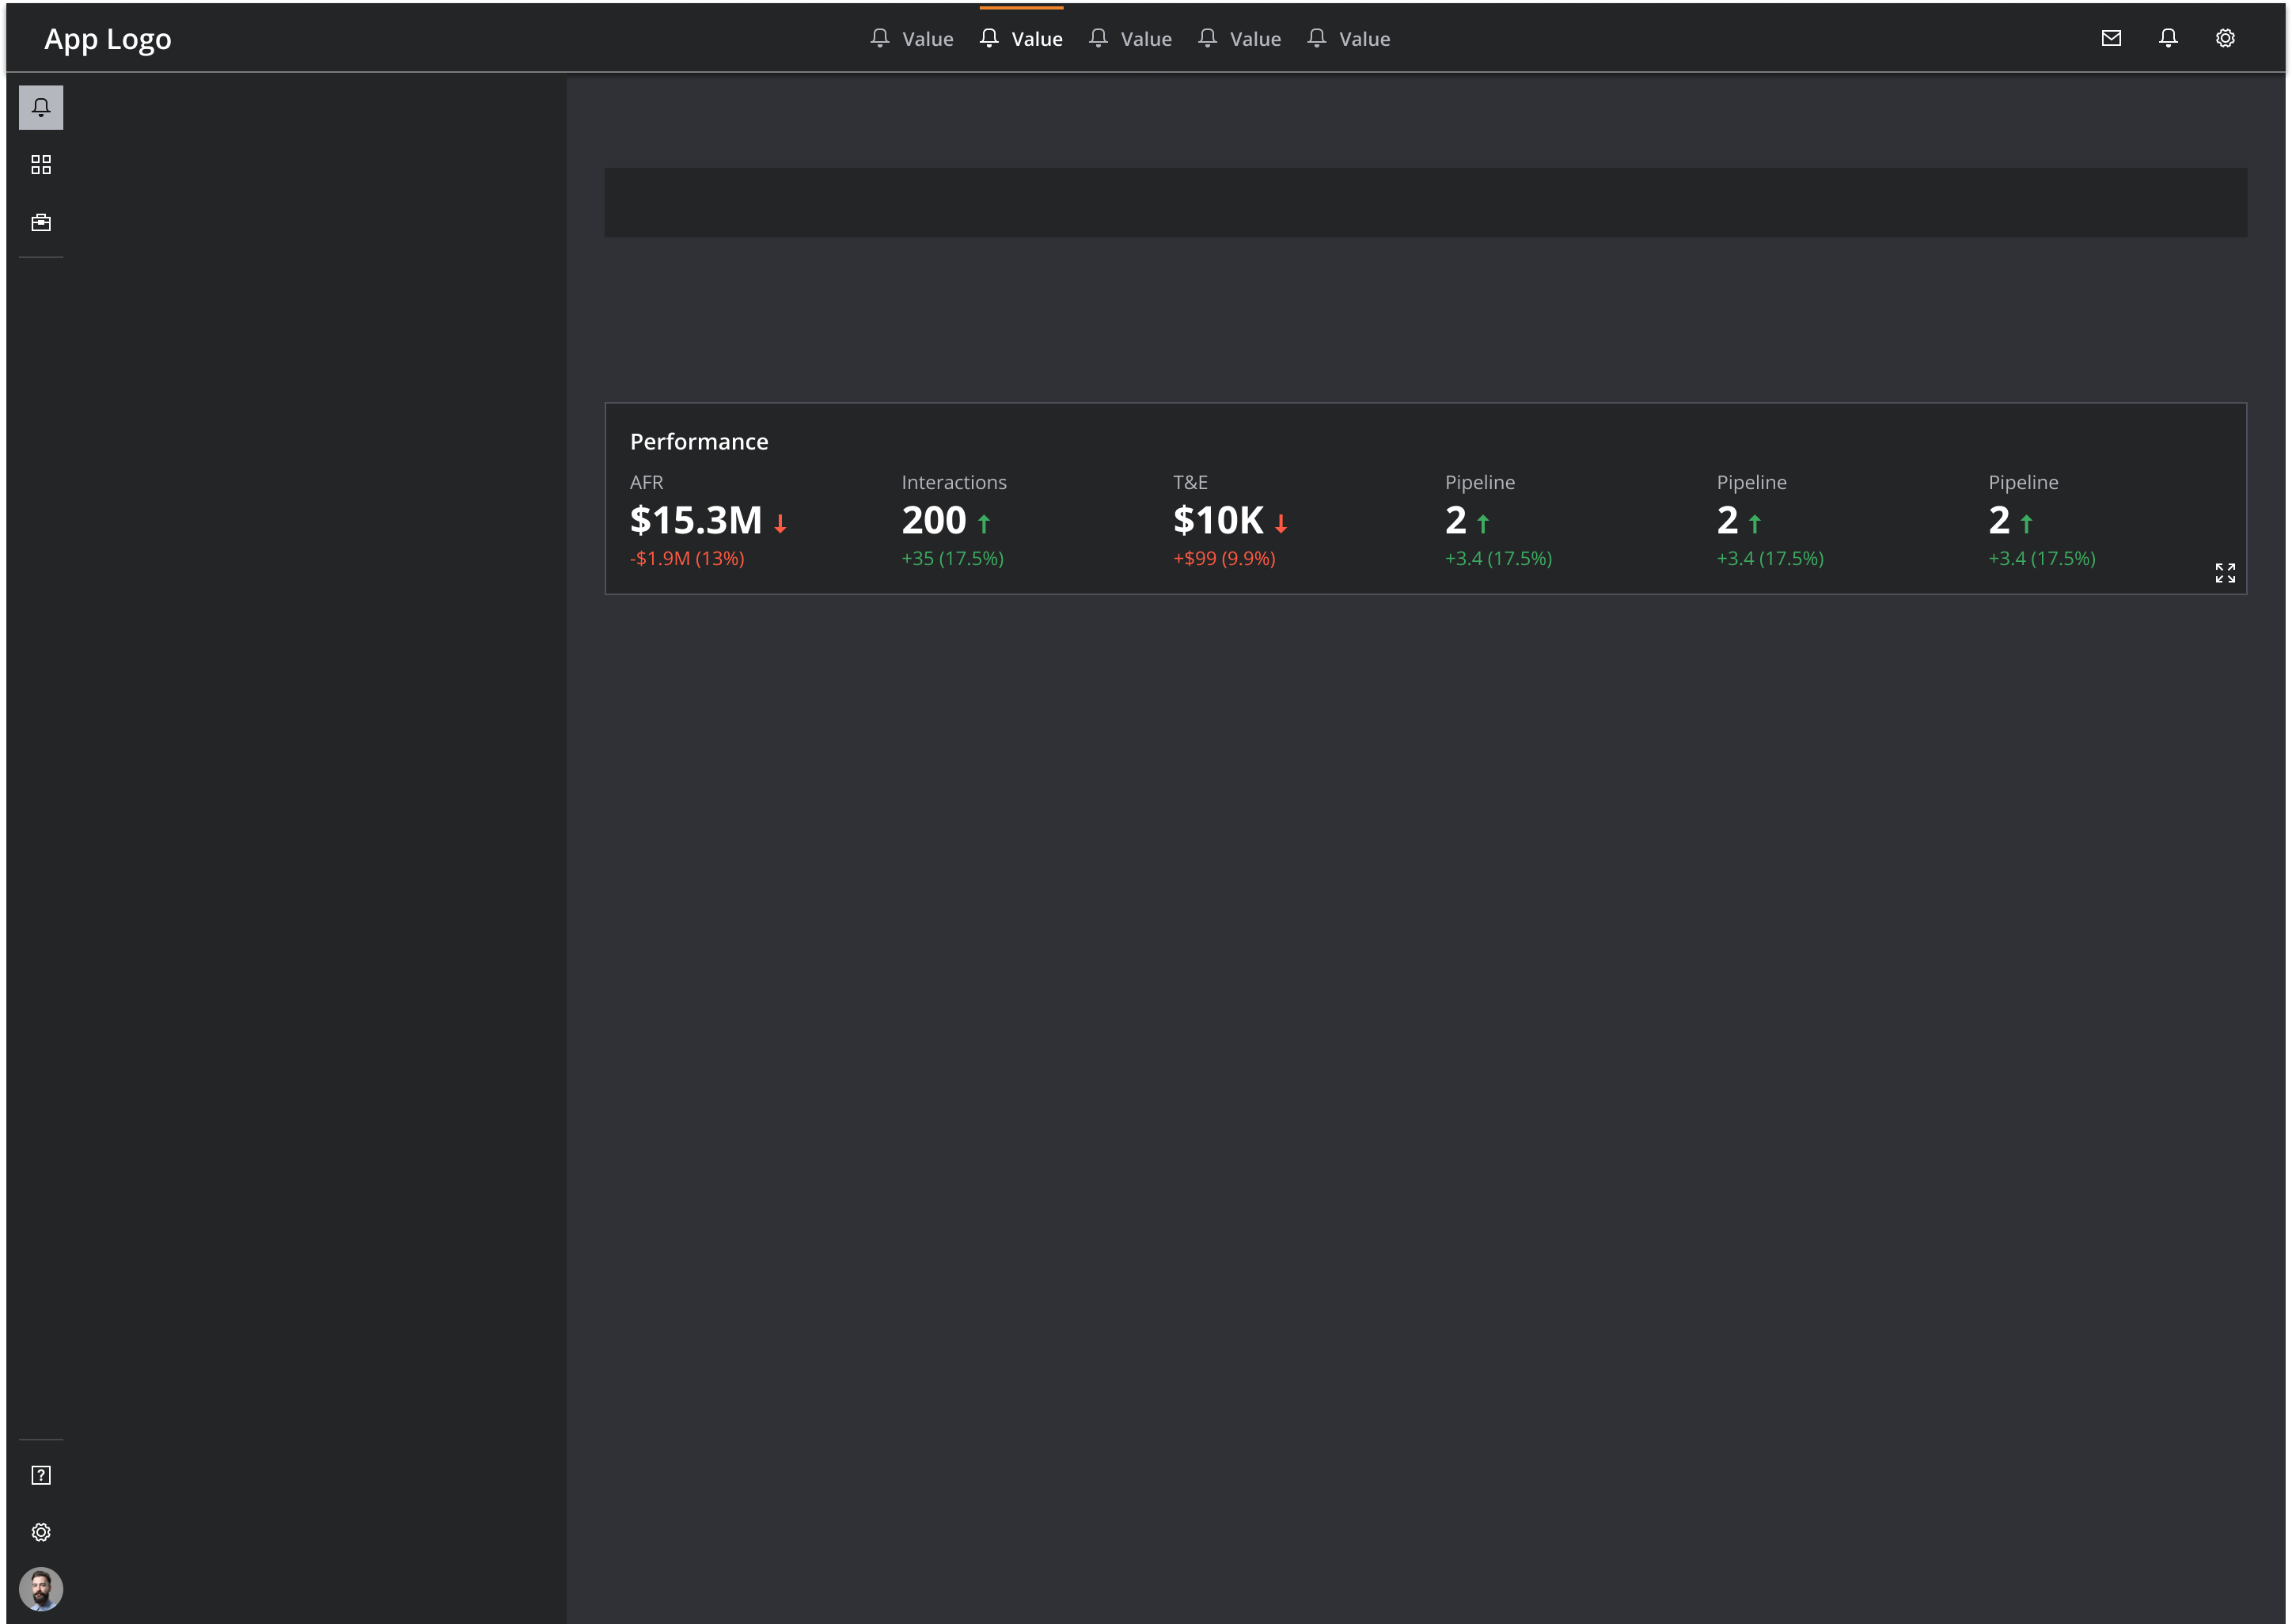 App Logo
Value Value Value Value Value
Performance
AFR Interactions T&E Pipeline Pipeline Pipeline
$15.3M ↓ 200 ↑ $10K ↓ 2 ↑ 2 ↑ 2 ↑
-$1.9M (13%) +35 (17.5%) +$99 (9.9%) +3.4 (17.5%) +3.4 (17.5%) +3.4 (17.5%)
?